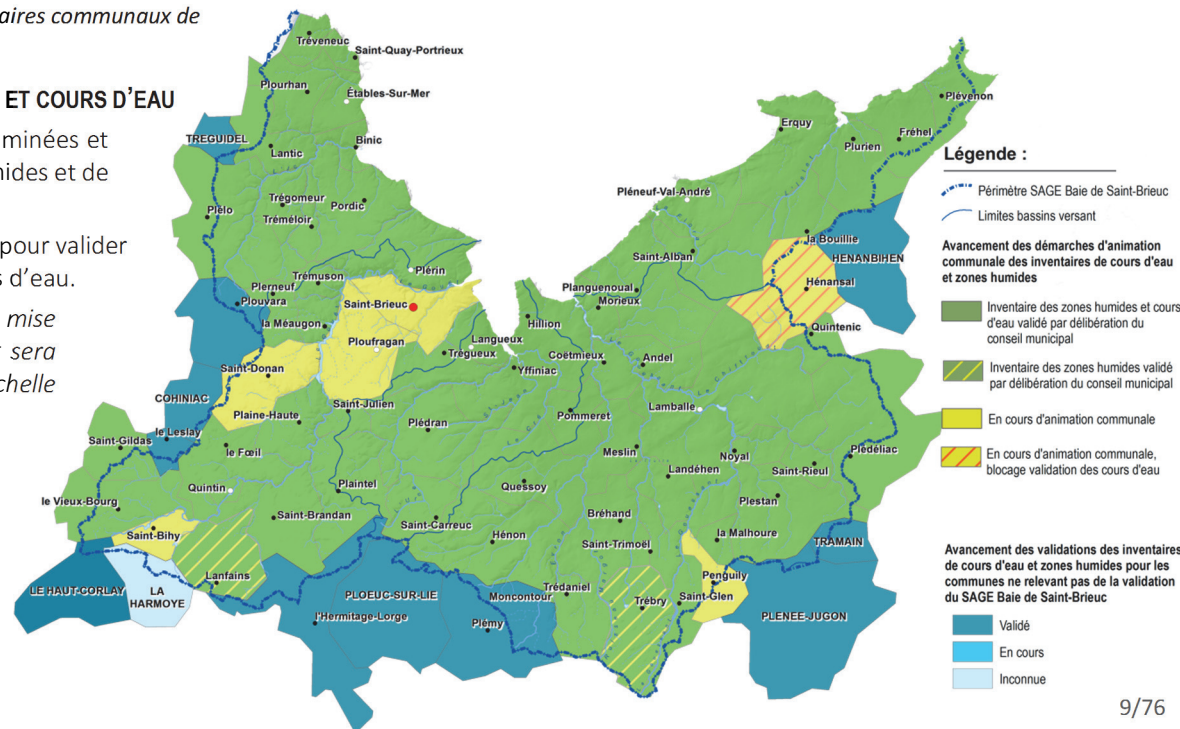 aires communaux de
ET COURS D'EAU
minées et
nides et de
pour valider
s d'eau.
mise
sera
chelle
Tréveneuc
Saint-Quay-Portrieux
Plourhan
Étables-Sur-Mer
TREGUIDEL
Binic
Lantic
Plélo
Trégomeur
Pordic
Tréméloir
Plérin
Trémuson
Plerneuf
Plouvara
Saint-Brieuc
la Méaugon
Ploufragan
Langueux
Trégueux
Hillion
Yffiniac
Coëtmieux
Saint-Donan
COHINIAC
Plaine-Haute
Saint-Julien
Plédran
Pommeret
le Leslay
Saint-Gildas
le Fœil
Quintin
Plaintel
le Vieux-Bourg
Saint-Brandan
Saint-Carreuc
Quessoy
Hénon
Saint-Bihy
Lanfains
LE HAUT-CORLAY
LA
HARMOYE
PLOEUC-SUR-LIE
l'Hermitage-Lorge
Moncontour
Plémy
Trédaniel
Bréhand
Saint-Trimoël
Trébry
Saint-Glen
Penguily
la Malhoure
TRAMAIN
PLENEE-JUGON
Plestan
Saint-Rieul
Plédéliac
Noyal
Landéhen
Meslin
Lamballe
Andel
Morieux
Planguenoual
Saint-Alban
Pléneuf-Val-André
Erquy
Plurien
Fréhel
Plévenon
la Bouillie
HENANBIHEN
Hénansal
Quintenic
Légende :
Périmètre SAGE Baie de Saint-Brieuc
Limites bassins versant
Avancement des démarches d'animation
communale des inventaires de cours d'eau
et zones humides
Inventaire des zones humides et cours
d'eau validé par délibération du
conseil municipal
Inventaire des zones humides validé
par délibération du conseil municipal
En cours d'animation communale
En cours d'animation communale,
blocage validation des cours d'eau
Avancement des validations des inventaires
de cours d'eau et zones humides pour les
communes ne relevant pas de la validation
du SAGE Baie de Saint-Brieuc
Validé
En cours
Inconnue
9/76